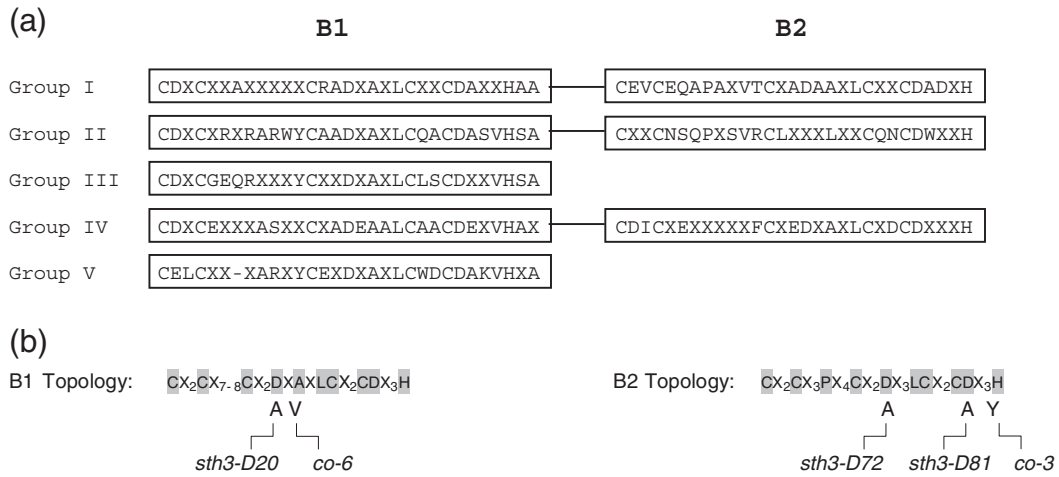 (a)
B1 B2
Group I CDXCXXAXXXXXCRADXAXLCXXCDAXXHAA CEVCEQAPAXVTCXADAAXLCXXCDADXH
Group II CDXCXRXRARWYCAADXAXLCQACDASVHSA CXXCNSQPXSVRCLXXXLXXCQNCDWXXH
Group III CDXCGEQRXXXYCXXDXAXLCLSCDXXVHSA
Group IV CDXCEXXXASXXCXADEAALCAACDEXVHAX CDICXEXXXXXFCXEDXAXLCXDCDXXXH
Group V CELCXX-XARXYCEXDXAXLCWDCDAKVHXA
(b)
B1 Topology: CX2CX7-8CX2DXAXLCX2CDX3H B2 Topology: CX2CX3PX4CX2DX3LCX2CDX3H
A V A A Y
sth3-D20 co-6 sth3-D72 sth3-D81 co-3